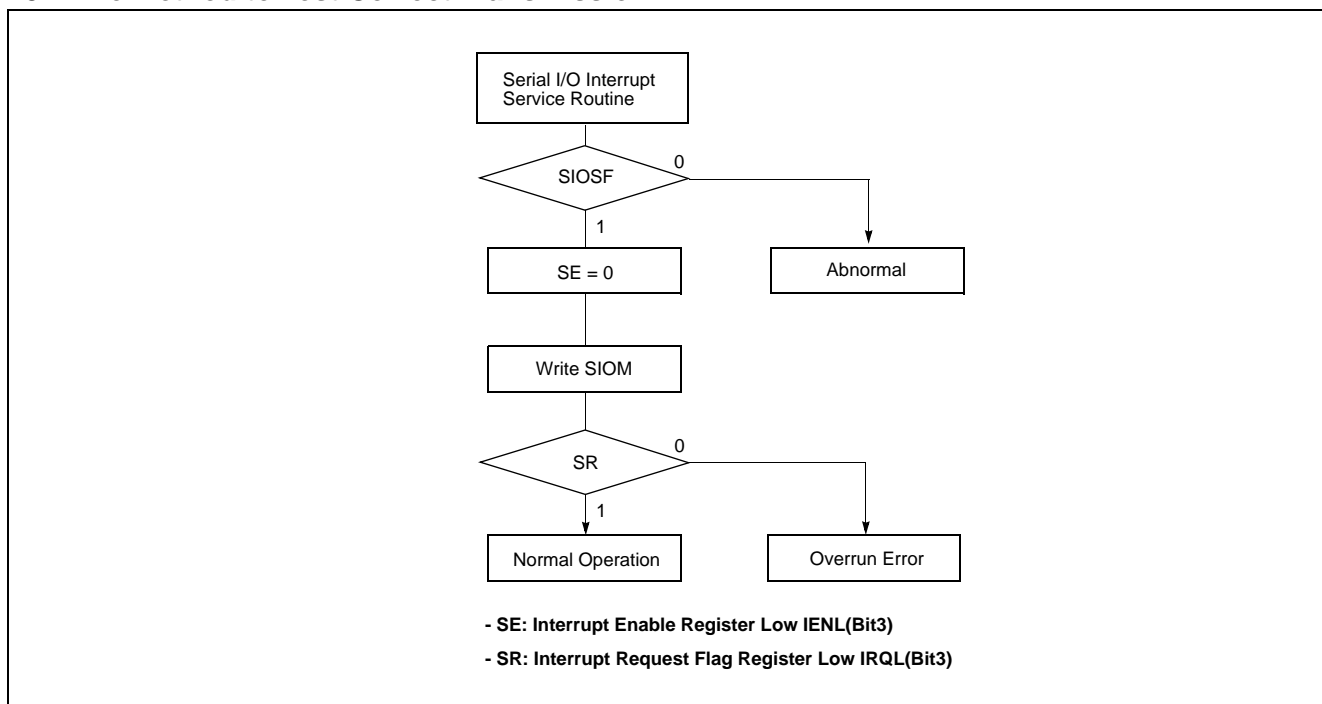 Serial I/O Interrupt
Service Routine
SIOSF
0
1
SE = 0
Abnormal
Write SIOM
SR
0
1
Normal Operation
Overrun Error
- SE: Interrupt Enable Register Low IENL(Bit3)
- SR: Interrupt Request Flag Register Low IRQL(Bit3)